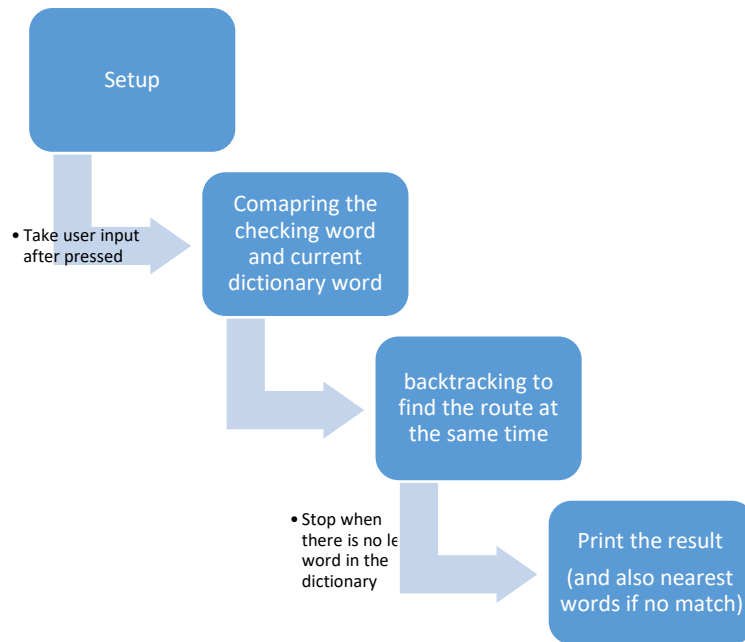 Setup
• Take user input
after pressed
Comapring the
checking word
and current
dictionary word
backtracking to
find the route at
the same time
• Stop when
there is no
word in the
dictionary
Print the result
(and also nearest
words if no match)